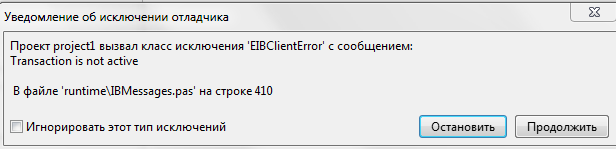 Уведомление об исключении отладчика
Проект project1 вызвал класс исключения 'EIBClientError' с сообщением:
Transaction is not active
В файле 'runtime\IBMessages.pas' на строке 410
Игнорировать этот тип исключений
Остановить
Продолжить